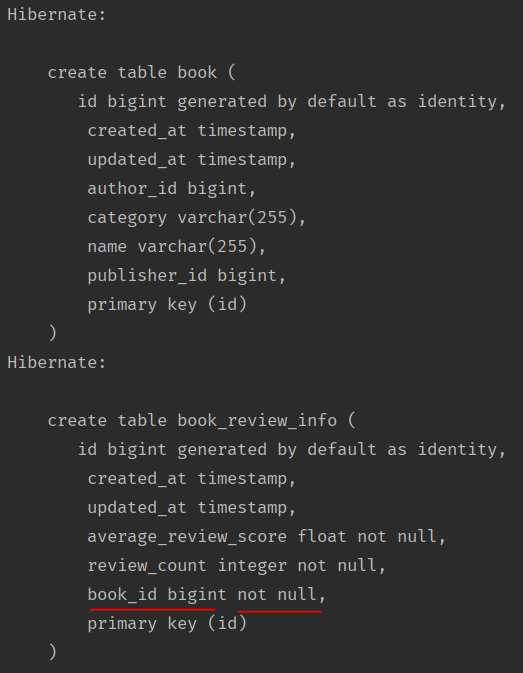 Hibernate:
create table book (
id bigint generated by default as identity,
created_at timestamp,
updated_at timestamp,
author_id bigint,
category varchar(255),
name varchar(255),
publisher_id bigint,
primary key (id)
)
Hibernate:
create table book_review_info (
id bigint generated by default as identity,
created_at timestamp,
updated_at timestamp,
average_review_score float not null,
review_count integer not null,
book_id bigint not null,
primary key (id)
)